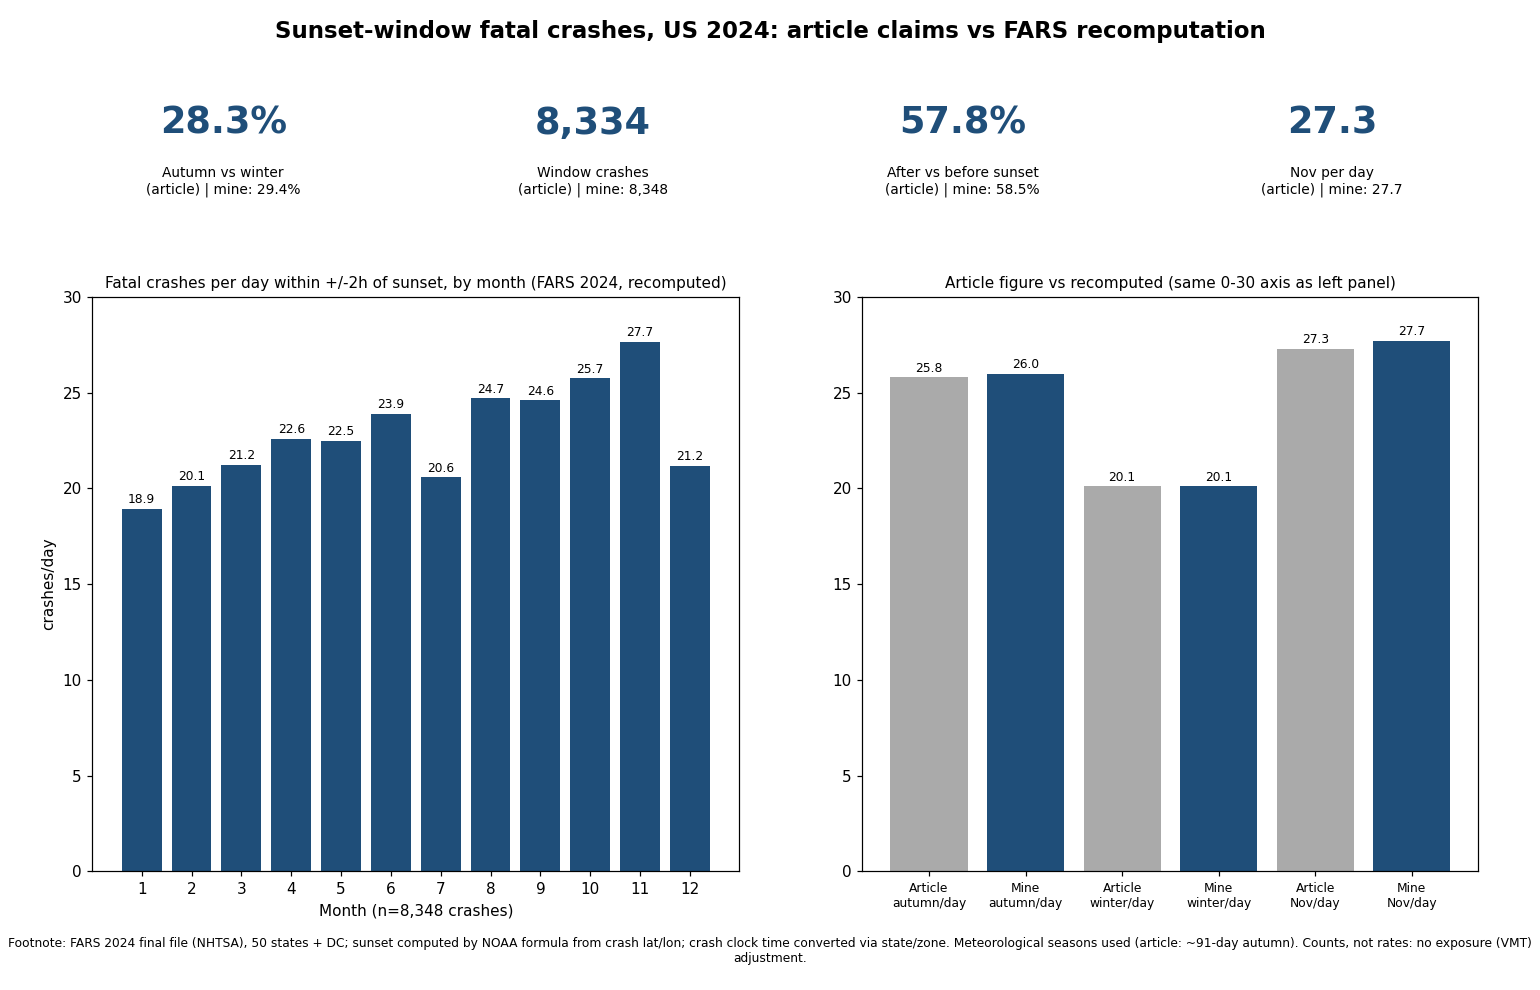 Sunset-window fatal crashes, US 2024: article claims vs FARS recomputation
28.3%
Autumn vs winter
(article) | mine: 29.4%
8,334
Window crashes
(article) | mine: 8,348
57.8%
After vs before sunset
(article) | mine: 58.5%
27.3
Nov per day
(article) | mine: 27.7
Fatal crashes per day within +/-2h of sunset, by month (FARS 2024, recomputed)
crashes/day
30
25
20
15
10
5
0
18.9
20.1
21.2
22.6
22.5
23.9
20.6
24.7
24.6
25.7
27.7
21.2
1 2 3 4 5 6 7 8 9 10 11 12
Month (n=8,348 crashes)
Article figure vs recomputed (same 0-30 axis as left panel)
30
25
20
15
10
5
0
25.8
26.0
20.1
20.1
27.3
27.7
Article
autumn/day
Mine
autumn/day
Article
winter/day
Mine
winter/day
Article
Nov/day
Mine
Nov/day
Footnote: FARS 2024 final file (NHTSA), 50 states + DC; sunset computed by NOAA formula from crash lat/lon; crash clock time converted via state/zone. Meteorological seasons used (article: ~91-day autumn). Counts, not rates: no exposure (VMT)
adjustment.